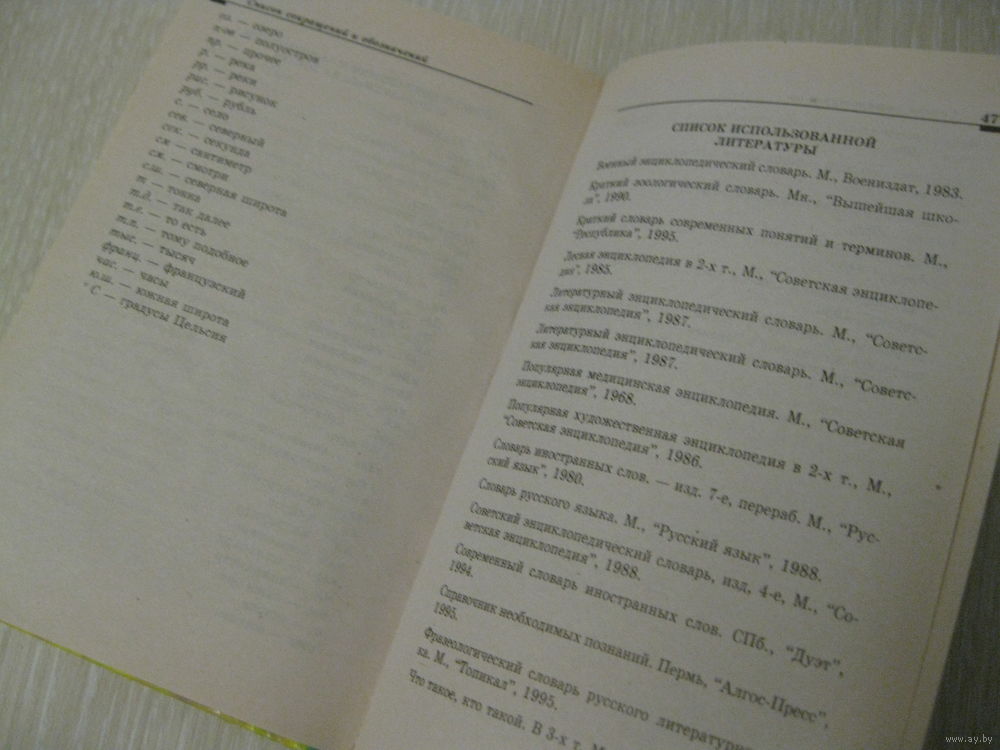 Список сокращений и обозначений
оз. — озеро
п-ов — полуостров
пр. — прочее
р. — река
рр. — реки
рис. — рисунок
руб. — рубль
с. — село
сев. — северный
сек. — секунда
см — сантиметр
см. — смотри
с.ш. — северная широта
т — тонна
т.д. — так далее
т.е. — то есть
т.п. — тому подобное
тыс. — тысяч
франц. — французский
час. — часы
ю.ш. — южная широта
° С — градусы Цельсия
47
СПИСОК ИСПОЛЬЗОВАННОЙ
ЛИТЕРАТУРЫ
Военный энциклопедический словарь. М., Воениздат, 1983.
Краткий зоологический словарь. Мн., “Вышейшая шко-
ла”, 1990.
Краткий словарь современных понятий и терминов. М.,
“Республика”, 1995.
Лесная энциклопедия в 2-х т., М., “Советская энциклопе-
дия”, 1985.
Литературный энциклопедический словарь. М., “Советс-
кая энциклопедия”, 1987.
Литературный энциклопедический словарь. М., “Советс-
кая энциклопедия”, 1987.
Популярная медицинская энциклопедия. М., “Советская
энциклопедия”, 1968.
Популярная художественная энциклопедия в 2-х т., М.,
“Советская энциклопедия”, 1986.
Словарь иностранных слов. — изд. 7-е, перераб. М., “Рус-
ский язык”, 1980.
Словарь русского языка. М., “Русский язык”, 1988.
Советский энциклопедический словарь, изд, 4-е, М., “Со-
ветская энциклопедия”, 1988.
Современный словарь иностранных слов. СПб., “Дуэт”,
1994.
Справочник необходимых познаний. Пермь, “Алгос-Пресс”,
1995.
Фразеологический словарь русского литературно
ка. М., “Топикал”, 1995.
Что такое, кто такой. В 3-х т. М
www.ay.by